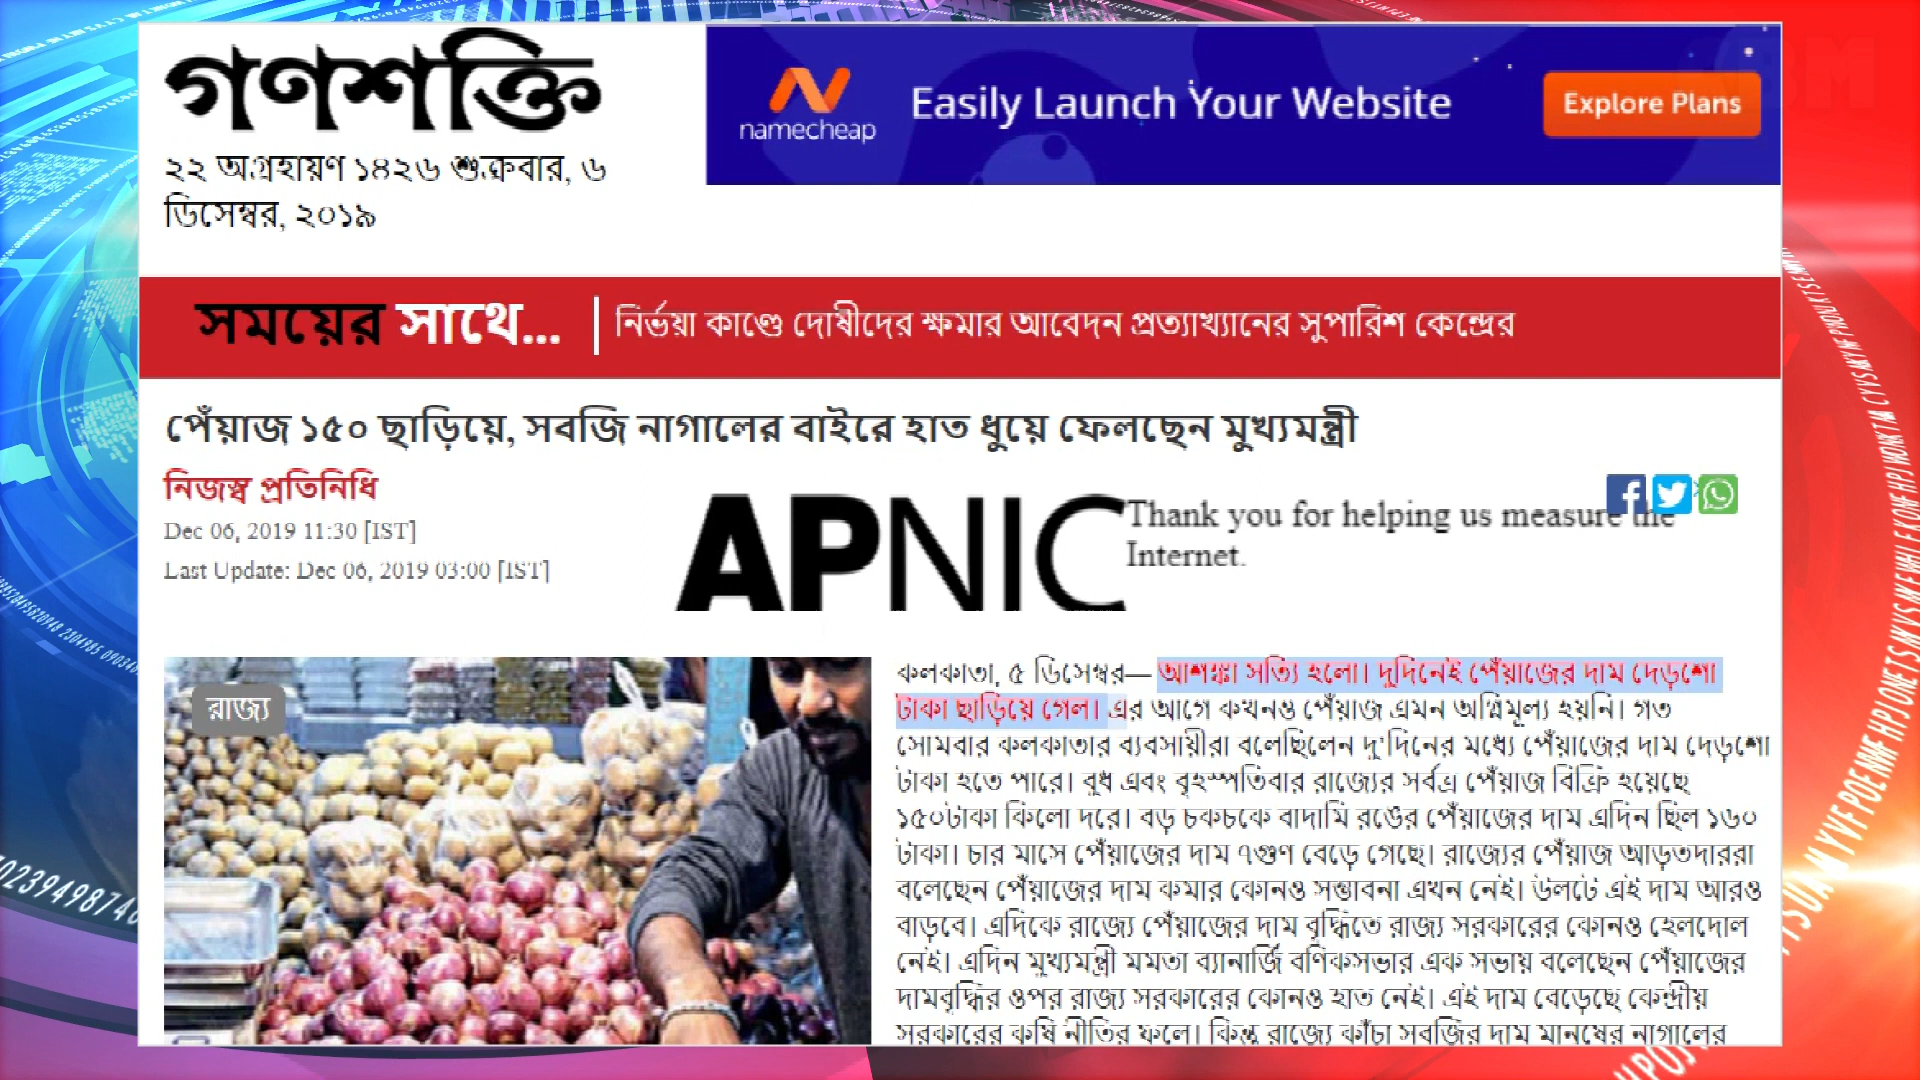 গণশক্তি
২২ অগ্রহায়ণ ১৪২৬ শুক্রবার, ৬
ডিসেম্বর, ২০১৯
namecheap
Easily Launch Your Website
Explore Plans
সময়ের সাথে...
নির্ভয়া কাণ্ডে দোষীদের ক্ষমার আবেদন প্রত্যাখ্যানের সুপারিশ কেন্দ্রের
পেঁয়াজ ১৫০ ছাড়িয়ে, সবজি নাগালের বাইরে হাত ধুয়ে ফেলছেন মুখ্যমন্ত্রী
নিজস্ব প্রতিনিধি
Dec 06, 2019 11:30 [IST]
Last Update: Dec 06, 2019 03:00 [IST]
APNIC
Thank you for helping us measure the
Internet.
রাজ্য
কলকাতা, ৫ ডিসেম্বর— আশঙ্কা সত্যি হলো। দুদিনেই পেঁয়াজের দাম দেড়শো
টাকা ছাড়িয়ে গেল। এর আগে কখনও পেঁয়াজ এমন অগ্নিমূল্য হয়নি। গত
সোমবার কলকাতার ব্যবসায়ীরা বলেছিলেন দু'দিনের মধ্যে পেঁয়াজের দাম দেড়শো
টাকা হতে পারে। বুধ এবং বৃহস্পতিবার রাজ্যের সর্বত্র পেঁয়াজ বিক্রি হয়েছে
১৫০টাকা কিলো দরে। বড় চকচকে বাদামি রঙের পেঁয়াজের দাম এদিন ছিল ১৬০
টাকা। চার মাসে পেঁয়াজের দাম ৭গুণ বেড়ে গেছে। রাজ্যের পেঁয়াজ আড়তদাররা
বলেছেন পেঁয়াজের দাম কমার কোনও সম্ভাবনা এখন নেই। উলটে এই দাম আরও
বাড়বে। এদিকে রাজ্যে পেঁয়াজের দাম বৃদ্ধিতে রাজ্য সরকারের কোনও হেলদোল
নেই। এদিন মুখ্যমন্ত্রী মমতা ব্যানার্জি বণিকসভার এক সভায় বলেছেন পেঁয়াজের
দামবৃদ্ধির ওপর রাজ্য সরকারের কোনও হাত নেই। এই দাম বেড়েছে কেন্দ্রীয়
সরকারের কৃষি নীতির ফলে। কিন্তু রাজ্যে কাঁচা সবজির দাম মানুষের নাগালের